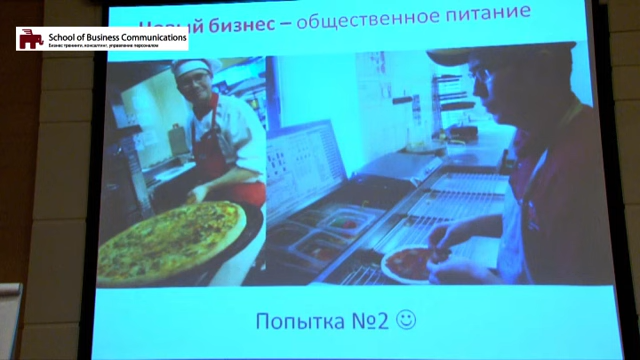 Новый бизнес – общественное питание
School of Business Communications
Бизнес тренинги, консалтинг, управление персоналом
Попытка №2 ☺